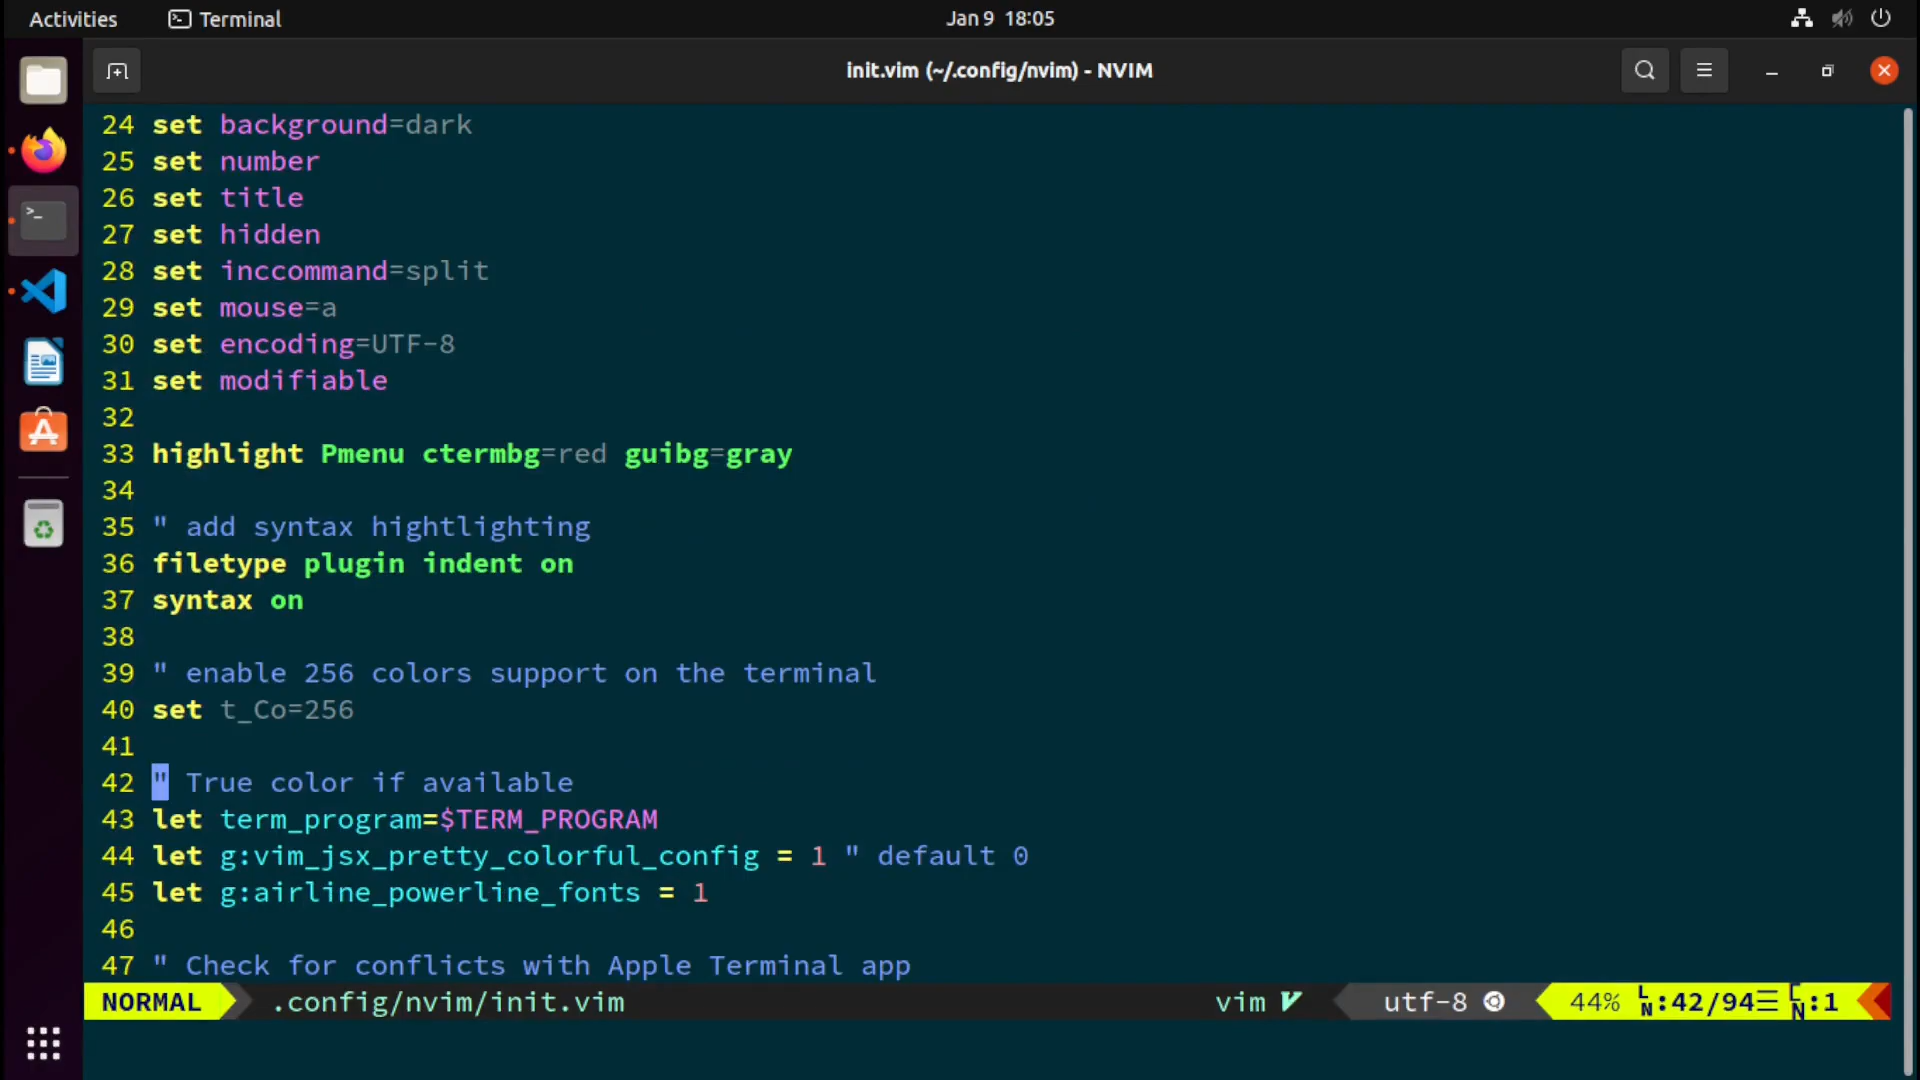 Activities Terminal Jan 9 18:05
init.vim (~/.config/nvim) - NVIM
24 set background=dark
25 set number
26 set title
27 set hidden
28 set inccommand=split
29 set mouse=a
30 set encoding=UTF-8
31 set modifiable
32
33 highlight Pmenu ctermbg=red guibg=gray
34
35 " add syntax hightlighting
36 filetype plugin indent on
37 syntax on
38
39 " enable 256 colors support on the terminal
40 set t_Co=256
41
42 " True color if available
43 let term_program=$TERM_PROGRAM
44 let g:vim_jsx_pretty_colorful_config = 1 " default 0
45 let g:airline_powerline_fonts = 1
46
47 " Check for conflicts with Apple Terminal app
NORMAL .config/nvim/init.vim vim utf-8 44% LN:42/94☰ :1